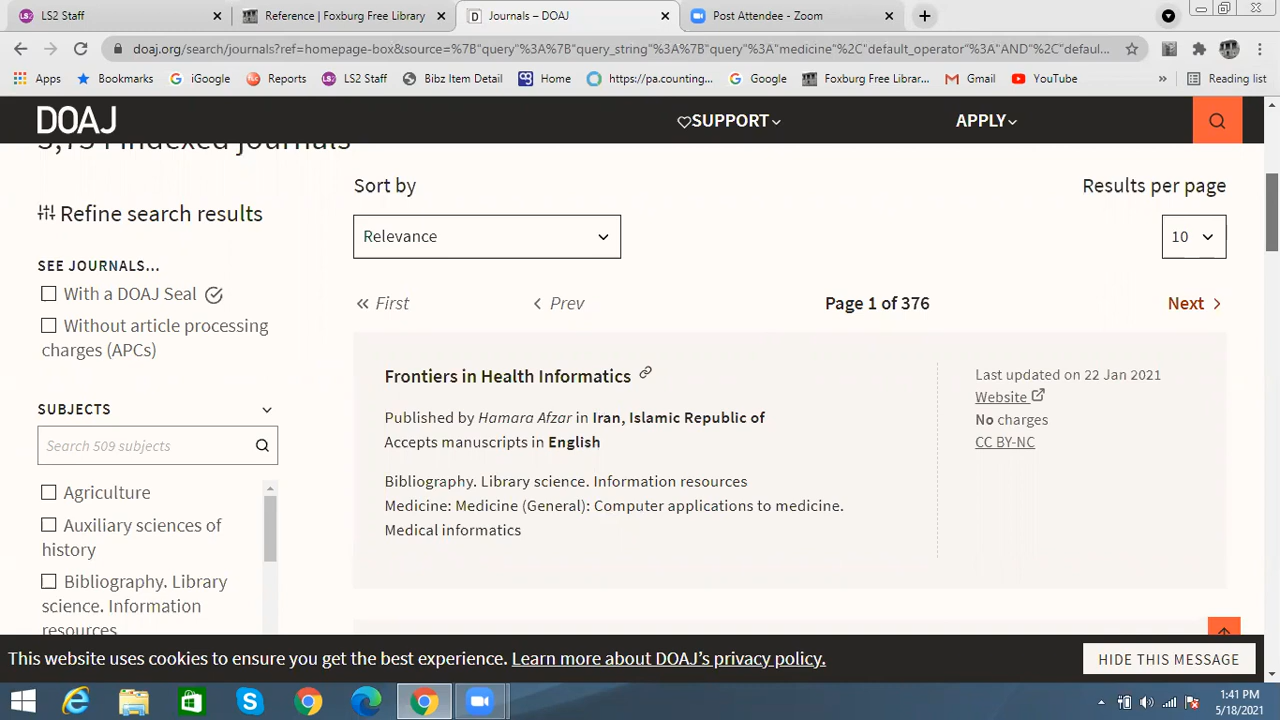 LS2 Staff
Reference | Foxburg Free Library
Journals – DOAJ
Post Attendee - Zoom
doaj.org/search/journals?ref=homepage-box&source=%7B"query"%3A%7B"query_string"%3A%7B"query"%3A"medicine"%2C"default_operator"%3A"AND"%2C"defaul...
Apps
Bookmarks
iGoogle
Reports
LS2 Staff
Bibz Item Detail
Home
https://pa.counting...
Google
Foxburg Free Librar...
Gmail
YouTube
»
Reading list
DOAJ
SUPPORT
APPLY
indexed journals
Refine search results
SEE JOURNALS...
With a DOAJ Seal
Without article processing
charges (APCs)
SUBJECTS
Search 509 subjects
Agriculture
Auxiliary sciences of
history
Bibliography. Library
science. Information
resources
Sort by
Results per page
Relevance
10
First
Prev
Page 1 of 376
Next
Frontiers in Health Informatics
Published by Hamara Afzar in Iran, Islamic Republic of
Accepts manuscripts in English
Bibliography. Library science. Information resources
Medicine: Medicine (General): Computer applications to medicine.
Medical informatics
Last updated on 22 Jan 2021
Website
No charges
CC BY-NC
This website uses cookies to ensure you get the best experience. Learn more about DOAJ's privacy policy.
HIDE THIS MESSAGE
1:41 PM
5/18/2021